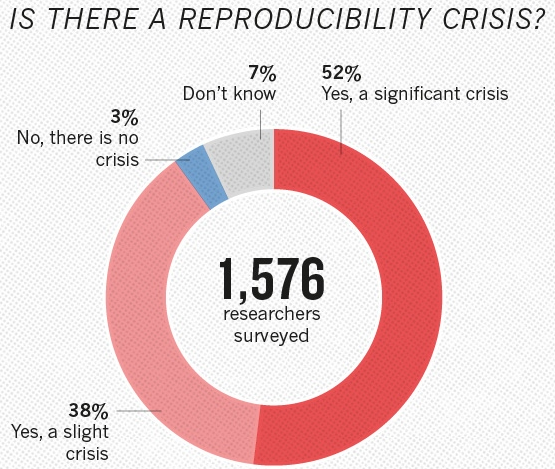 IS THERE A REPRODUCIBILITY CRISIS?
7%
Don't know
52%
Yes, a significant crisis
3%
No, there is no
crisis
1,576
researchers
surveyed
38%
Yes, a slight
crisis